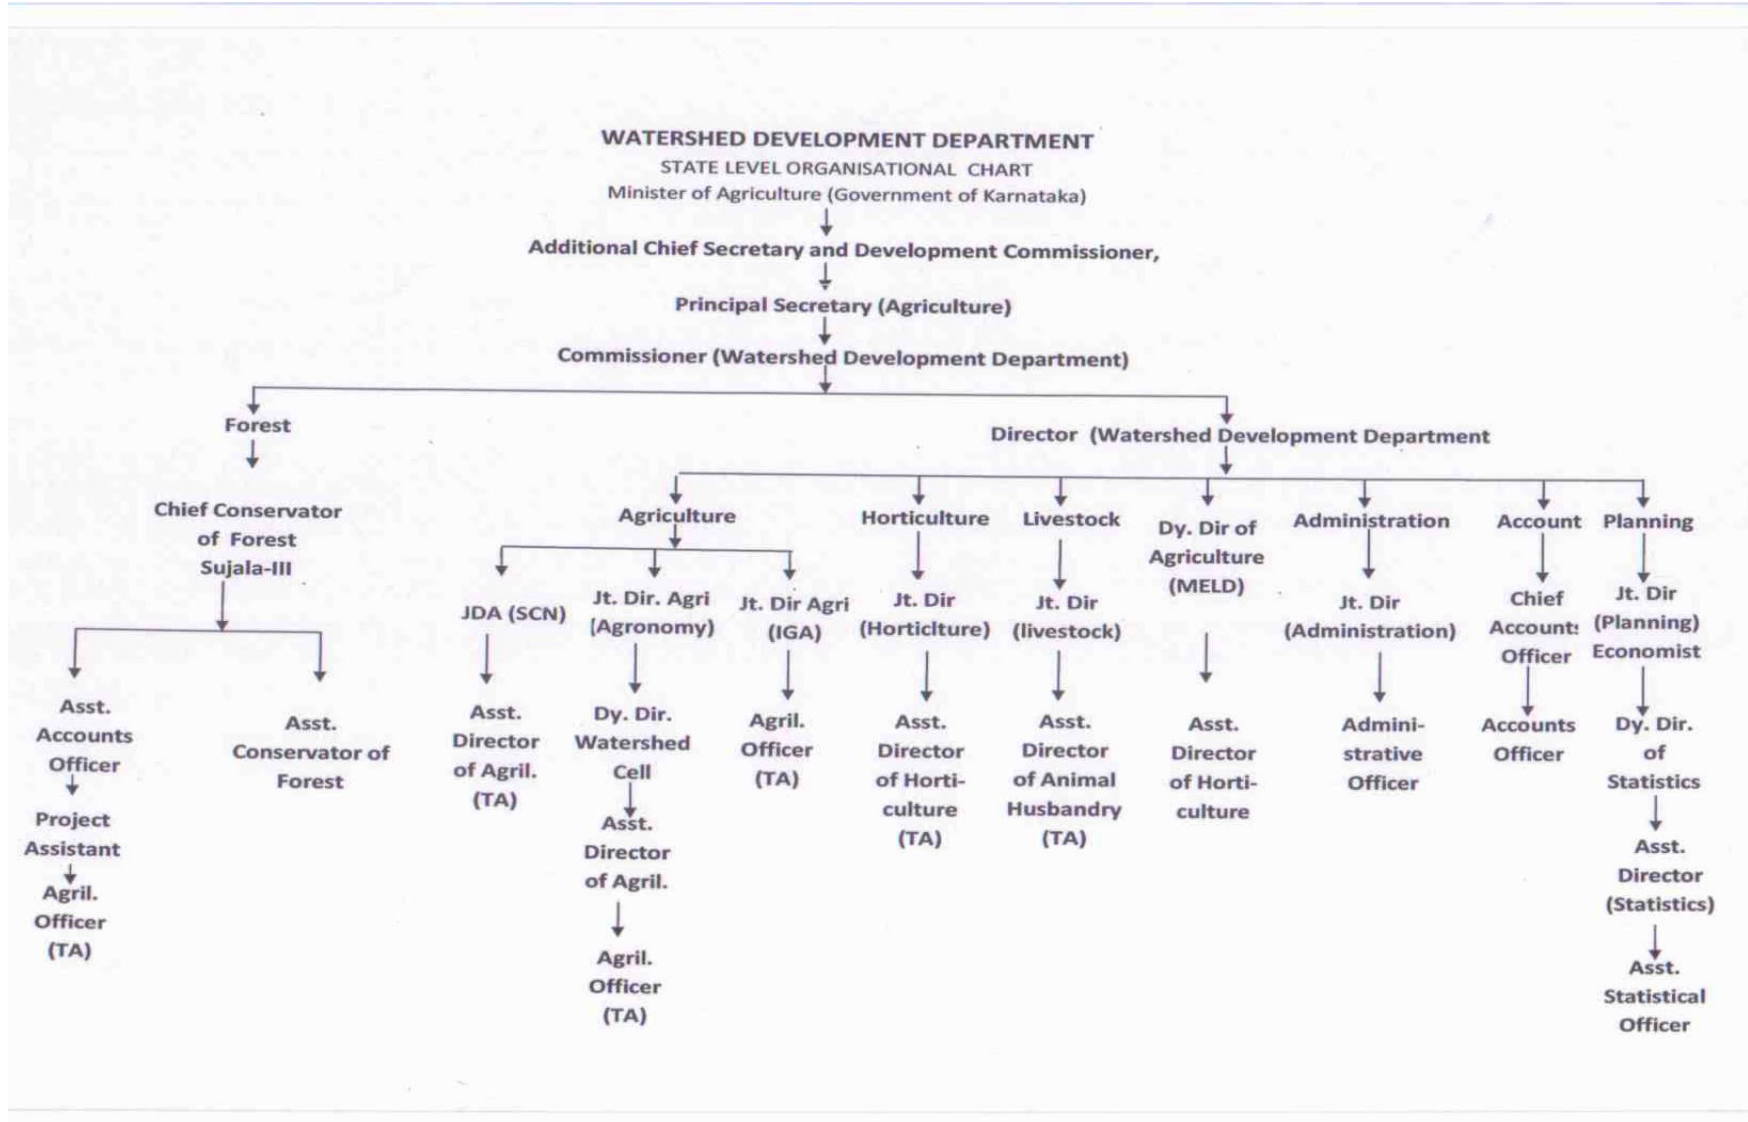 WATERSHED DEVELOPMENT DEPARTMENT
STATE LEVEL ORGANISATIONAL CHART
Minister of Agriculture (Government of Karnataka)
Additional Chief Secretary and Development Commissioner,
Principal Secretary (Agriculture)
Commissioner (Watershed Development Department)
Forest
Director (Watershed Development Department
Chief Conservator
of Forest
Sujala-III
Agriculture
Horticulture
Livestock
Dy. Dir of
Agriculture
(MELD)
Administration
Account
Planning
JDA (SCN)
Jt. Dir. Agri
(Agronomy)
Jt. Dir Agri
(IGA)
Jt. Dir
(Horticlture)
Jt. Dir
(livestock)
Jt. Dir
(Administration)
Chief
Account:
Officer
Jt. Dir
(Planning)
Economist
Asst.
Accounts
Officer
Project
Assistant
Agril.
Officer
(TA)
Asst.
Conservator of
Forest
Asst.
Director
of Agril.
(TA)
Dy. Dir.
Watershed
Cell
Asst.
Director
of Agril.
Agril.
Officer
(TA)
Agril.
Officer
(TA)
Asst.
Director
of Horti-
culture
(TA)
Asst.
Director
of Animal
Husbandry
(TA)
Asst.
Director
of Horti-
culture
Admini-
strative
Officer
Accounts
Officer
Dy. Dir.
of
Statistics
Asst.
Director
(Statistics)
Asst.
Statistical
Officer